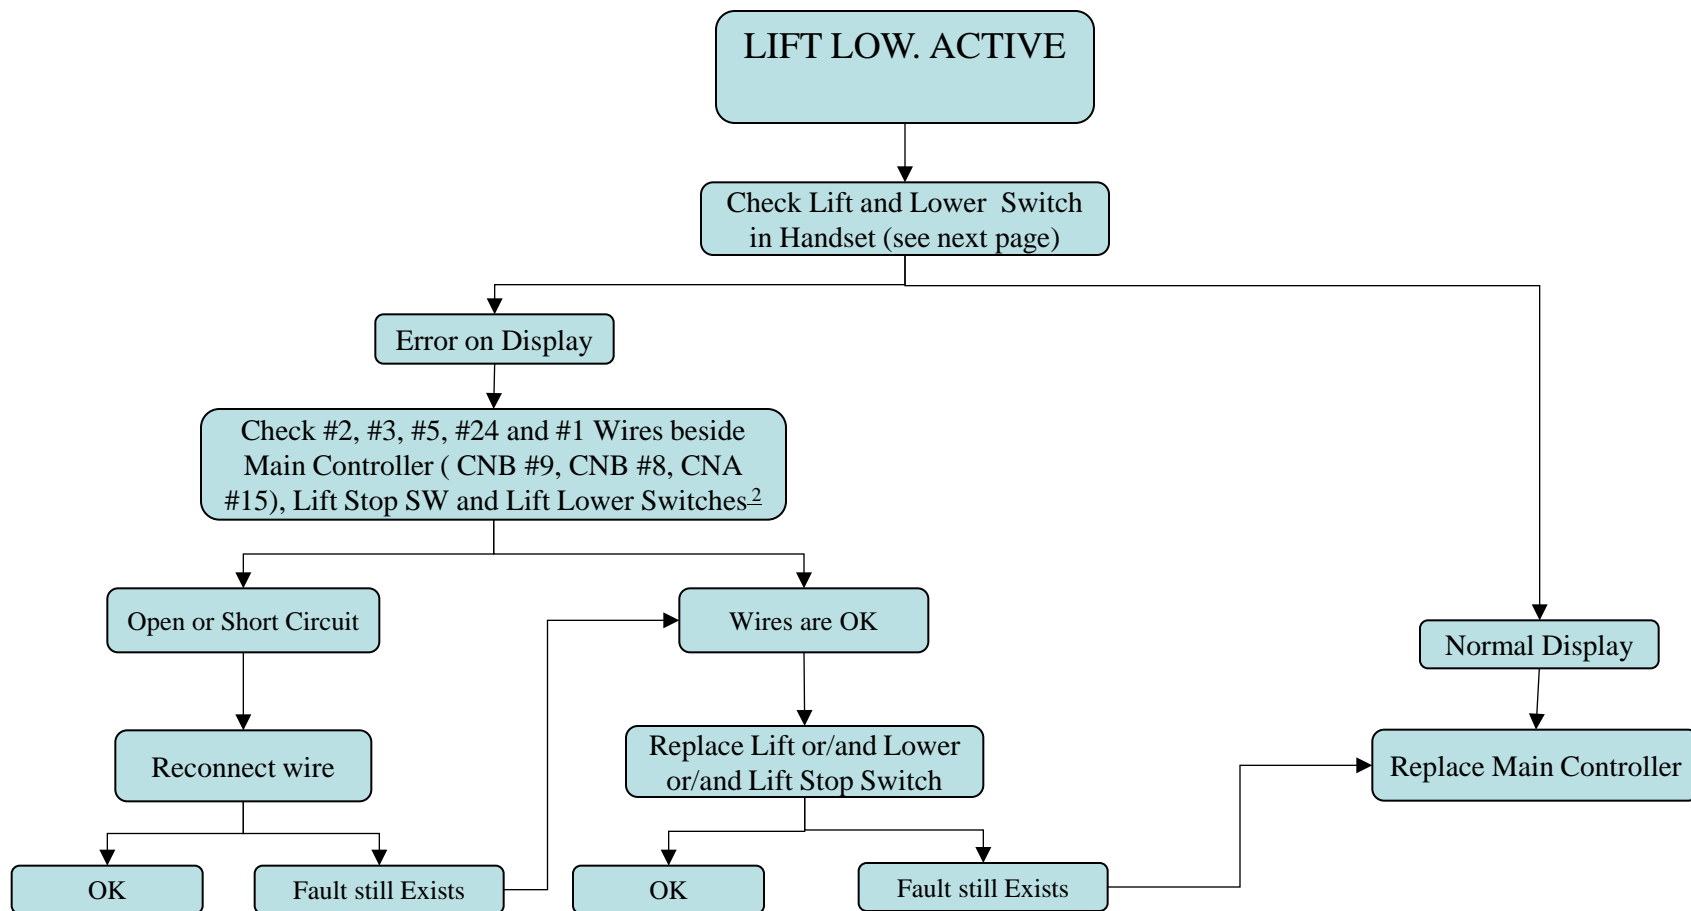 LIFT LOW. ACTIVE
Check Lift and Lower Switch
in Handset (see next page)
Error on Display
Check #2, #3, #5, #24 and #1 Wires beside
Main Controller ( CNB #9, CNB #8, CNA
#15), Lift Stop SW and Lift Lower Switches 2
Open or Short Circuit
Wires are OK
Normal Display
Reconnect wire
Replace Lift or/and Lower
or/and Lift Stop Switch
Replace Main Controller
OK
Fault still Exists
OK
Fault still Exists